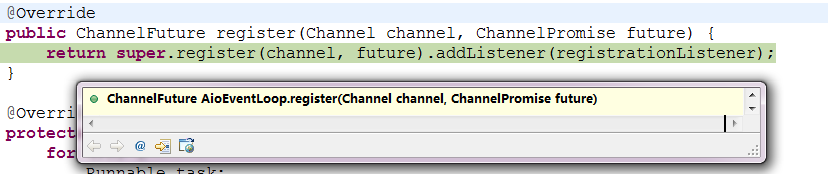 @Override
public ChannelFuture register(Channel channel, ChannelPromise future) {
return super.register(channel, future).addListener(registrationListener);
}
ChannelFuture AioEventLoop.register(Channel channel, ChannelPromise future)
@Overri
protect
for
Runnable task;